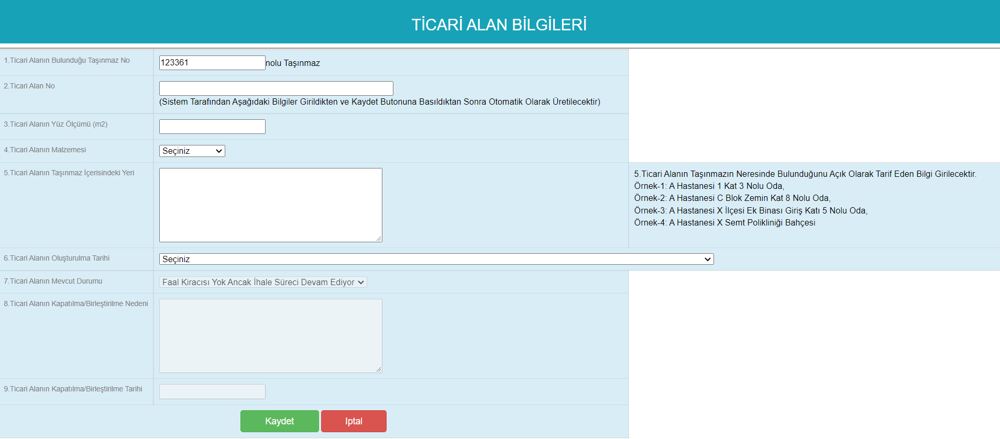 TİCARİ ALAN BİLGİLERİ
1.Ticari Alanın Bulunduğu Taşınmaz No
123361 nolu Taşınmaz
2.Ticari Alan No
(Sistem Tarafından Aşağıdaki Bilgiler Girildikten ve Kaydet Butonuna Basıldıktan Sonra Otomatik Olarak Üretilecektir)
3.Ticari Alanın Yüz Ölçümü (m2)
4.Ticari Alanın Malzemesi
Seçiniz
5.Ticari Alanın Taşınmaz İçerisindeki Yeri
5.Ticari Alanın Taşınmazın Neresinde Bulunduğunu Açık Olarak Tarif Eden Bilgi Girilecektir.
Örnek-1: A Hastanesi 1 Kat 3 Nolu Oda,
Örnek-2: A Hastanesi C Blok Zemin Kat 8 Nolu Oda,
Örnek-3: A Hastanesi X İlçesi Ek Binası Giriş Katı 5 Nolu Oda,
Örnek-4: A Hastanesi X Semt Polikliniği Bahçesi
6.Ticari Alanın Oluşturulma Tarihi
Seçiniz
7.Ticari Alanın Mevcut Durumu
Faal Kiracısı Yok Ancak İhale Süreci Devam Ediyor
8.Ticari Alanın Kapatılma/Birleştirilme Nedeni
9.Ticari Alanın Kapatılma/Birleştirilme Tarihi
Kaydet
Iptal